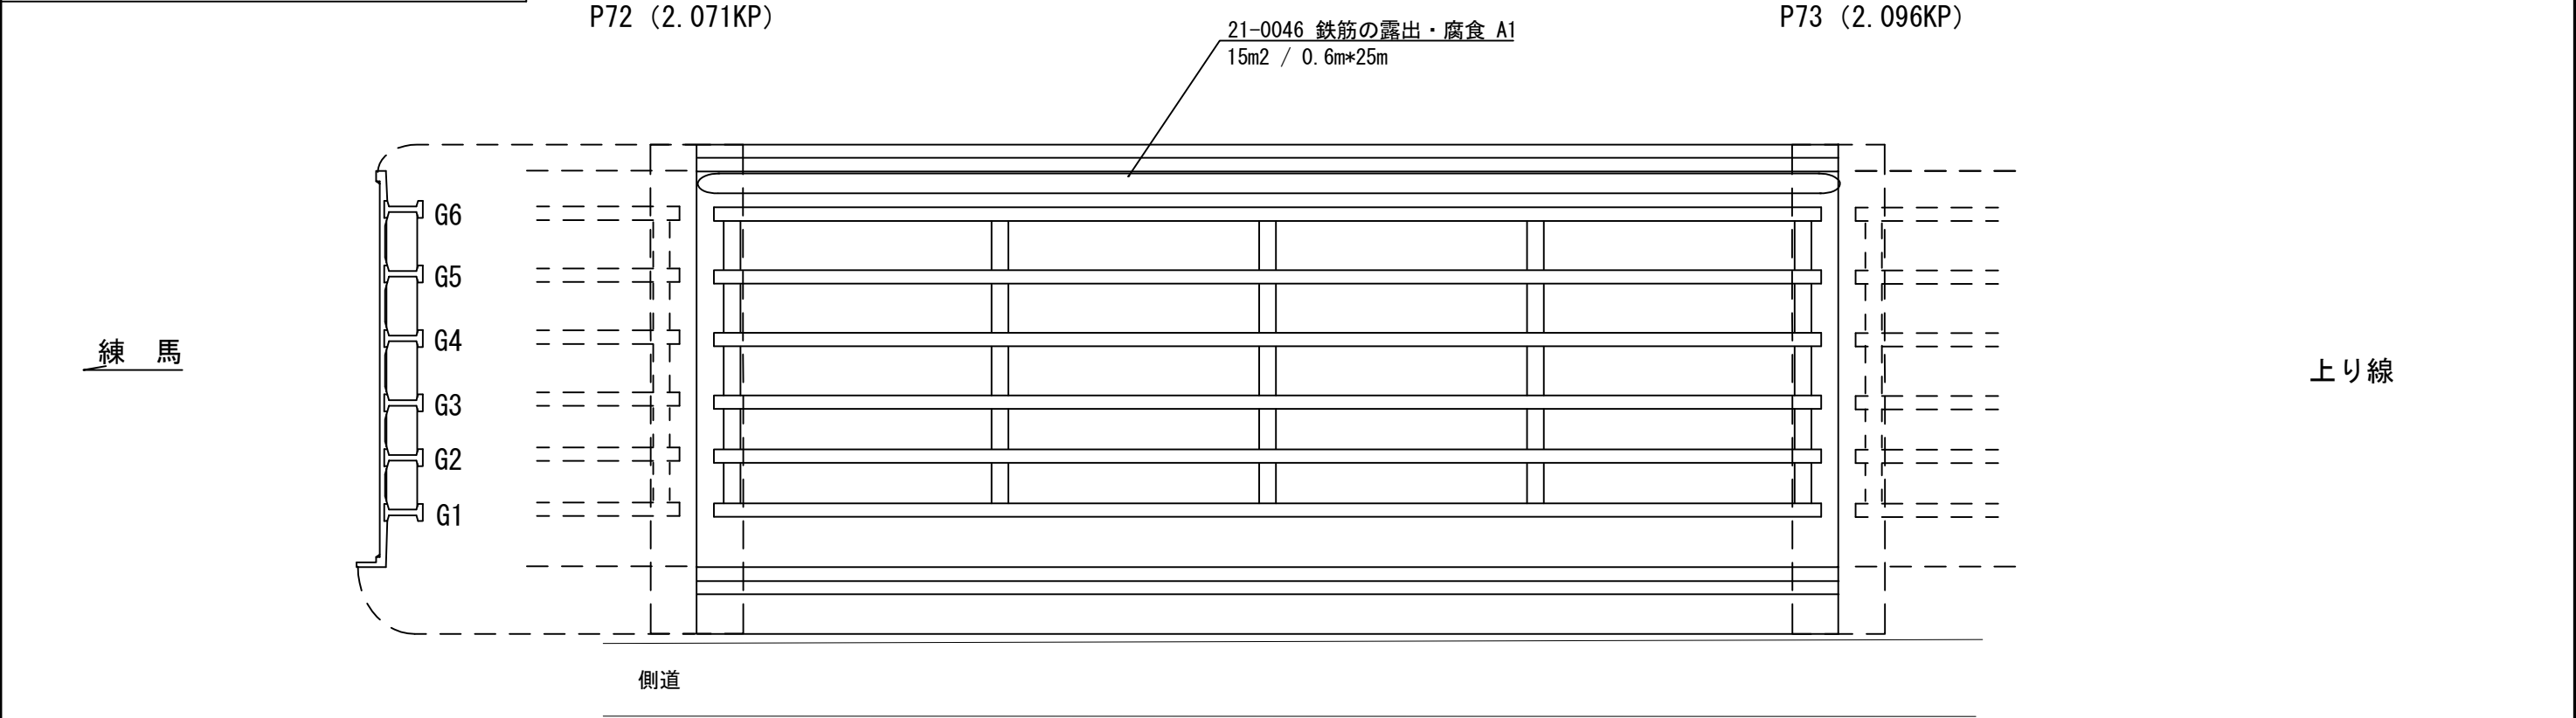 P72 (2.071KP)
P73 (2.096KP)
21-0046 鉄筋の露出・腐食 A1
15m2 / 0.6m*25m
G6
G5
G4
G3
G2
G1
練 馬
上り線
側道